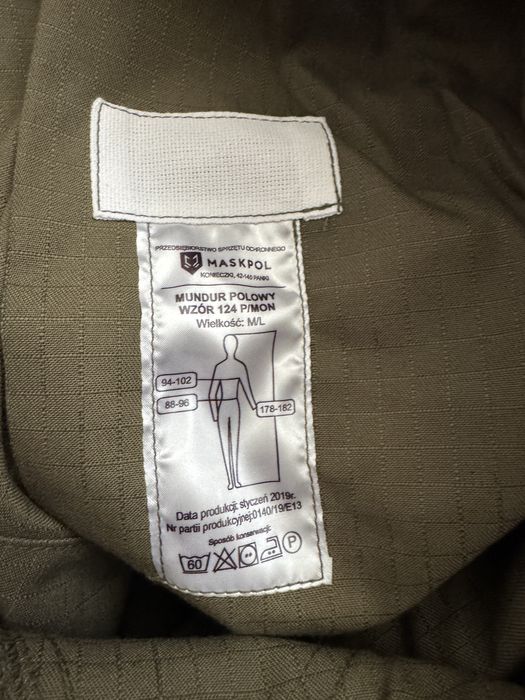 PRZEDSIĘBIORSTWO SPRZĘTU OCHRONNEGO
MASKPOL
KONIECZKI, 42-140 PANKI
MUNDUR POLOWY
WZÓR 124 P/MON
Wielkość: M/L
94-102
88-96
178-182
Data produkcji: styczeń 2019r.
Nr partii produkcyjnej:0140/19/E13
Sposób konserwacji:
60
P